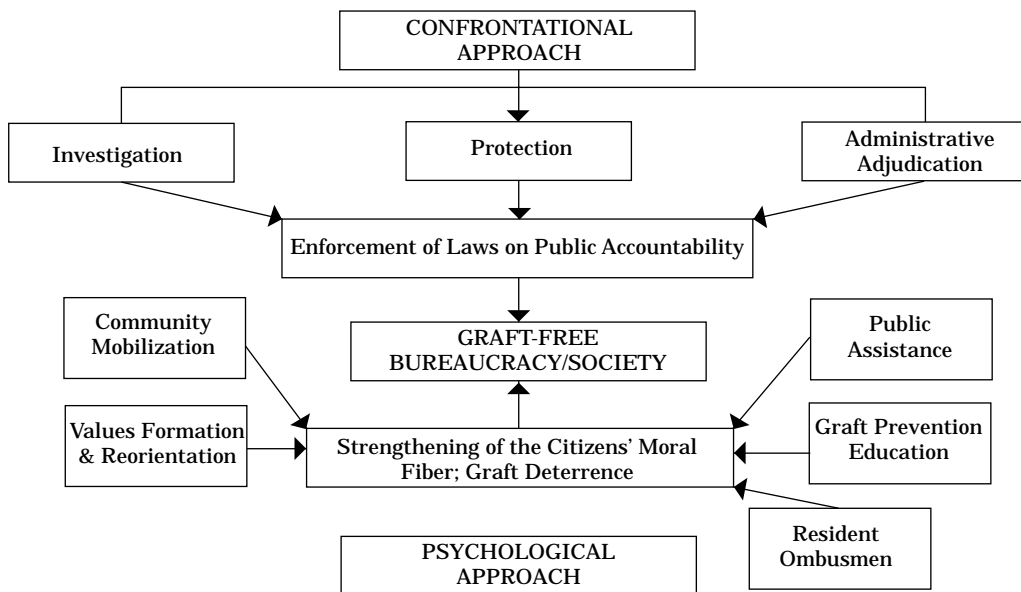 CONFRONTATIONAL
APPROACH
Investigation
Protection
Administrative
Adjudication
Enforcement of Laws on Public Accountability
Community
Mobilization
GRAFT-FREE
BUREAUCRACY/SOCIETY
Public
Assistance
Values Formation
& Reorientation
Strengthening of the Citizens’ Moral
Fiber; Graft Deterrence
Graft Prevention
Education
Resident
Ombusmen
PSYCHOLOGICAL
APPROACH